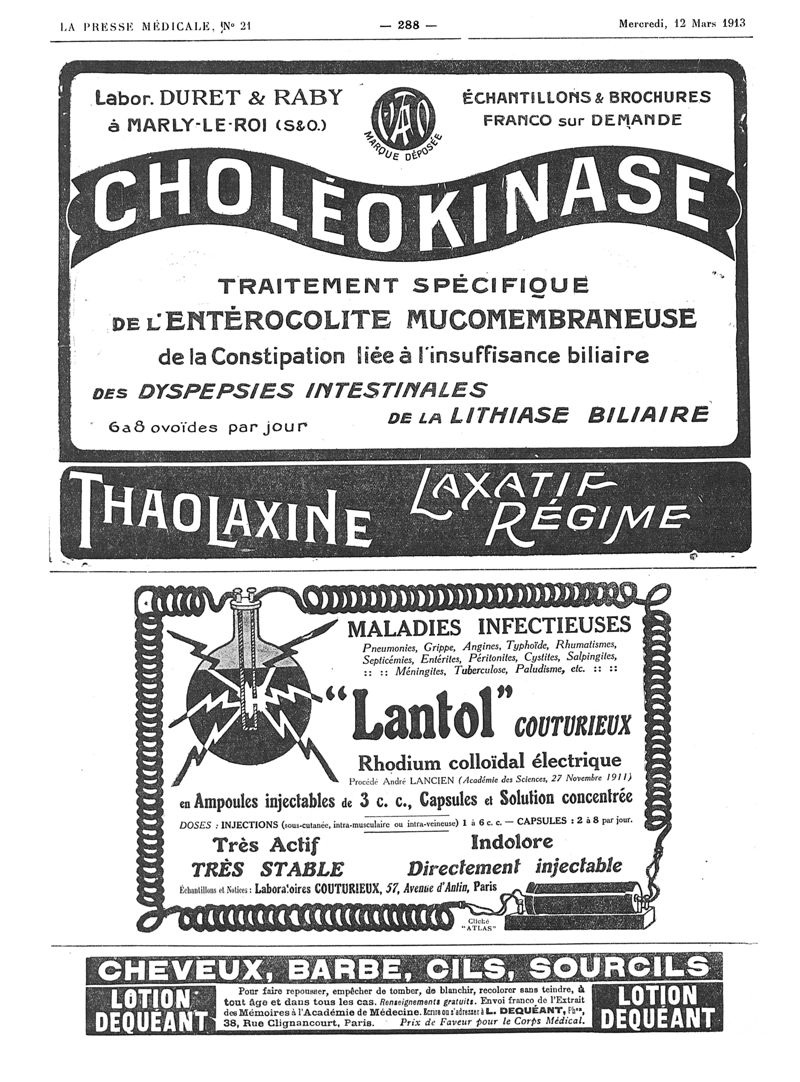 LA PRESSE MÉDICALE, N° 21 — 288 — Mercredi, 12 Mars 1913
Labor. DURET & RABY
à MARLY-LE-ROI (S&O.)
MARQUE DÉPOSÉE
ÉCHANTILLONS & BROCHURES
FRANCO sur DEMANDE
CHOLÉOKINASE
TRAITEMENT SPÉCIFIQUE
DE L'ENTÉROCOLITE MUCOMEMBRANEUSE
de la Constipation liée à l'insuffisance biliaire
DES DYSPEPSIES INTESTINALES
DE LA LITHIASE BILIAIRE
6 a 8 ovoïdes par jour
THAOLAXINE
LAXATIF
RÉGIME
MALADIES INFECTIEUSES
Pneumonies, Grippe, Angines, Typhoïde, Rhumatismes,
Septicémies, Entérites, Péritonites, Cystites, Salpingites,
:: :: Méningites, Tuberculose, Paludisme, etc. :: ::
"Lantol" COUTURIEUX
Rhodium colloïdal électrique
Procédé André LANCIEN (Académie des Sciences, 27 Novembre 1911)
en Ampoules injectables de 3 c. c., Capsules et Solution concentrée
DOSES : INJECTIONS (sous-cutanée, intra-musculaire ou intra-veineuse) 1 à 6 c. c. — CAPSULES : 2 à 8 par jour.
Très Actif Indolore
TRÈS STABLE Directement injectable
Échantillons et Notices : Laboratoires COUTURIEUX, 57, Avenue d'Antin, Paris
Cliché
"ATLAS"
CHEVEUX, BARBE, CILS, SOURCILS
LOTION
DEQUÉANT
Pour faire repousser, empêcher de tomber, de blanchir, recolorer sans teindre, à
tout âge et dans tous les cas. Renseignements gratuits. Envoi franco de l'Extrait
des Mémoires à l'Académie de Médecine. Écrire ou s'adresser à L. DEQUÉANT, Phien,
38, Rue Clignancourt, Paris. Prix de Faveur pour le Corps Médical.
LOTION
DEQUÉANT